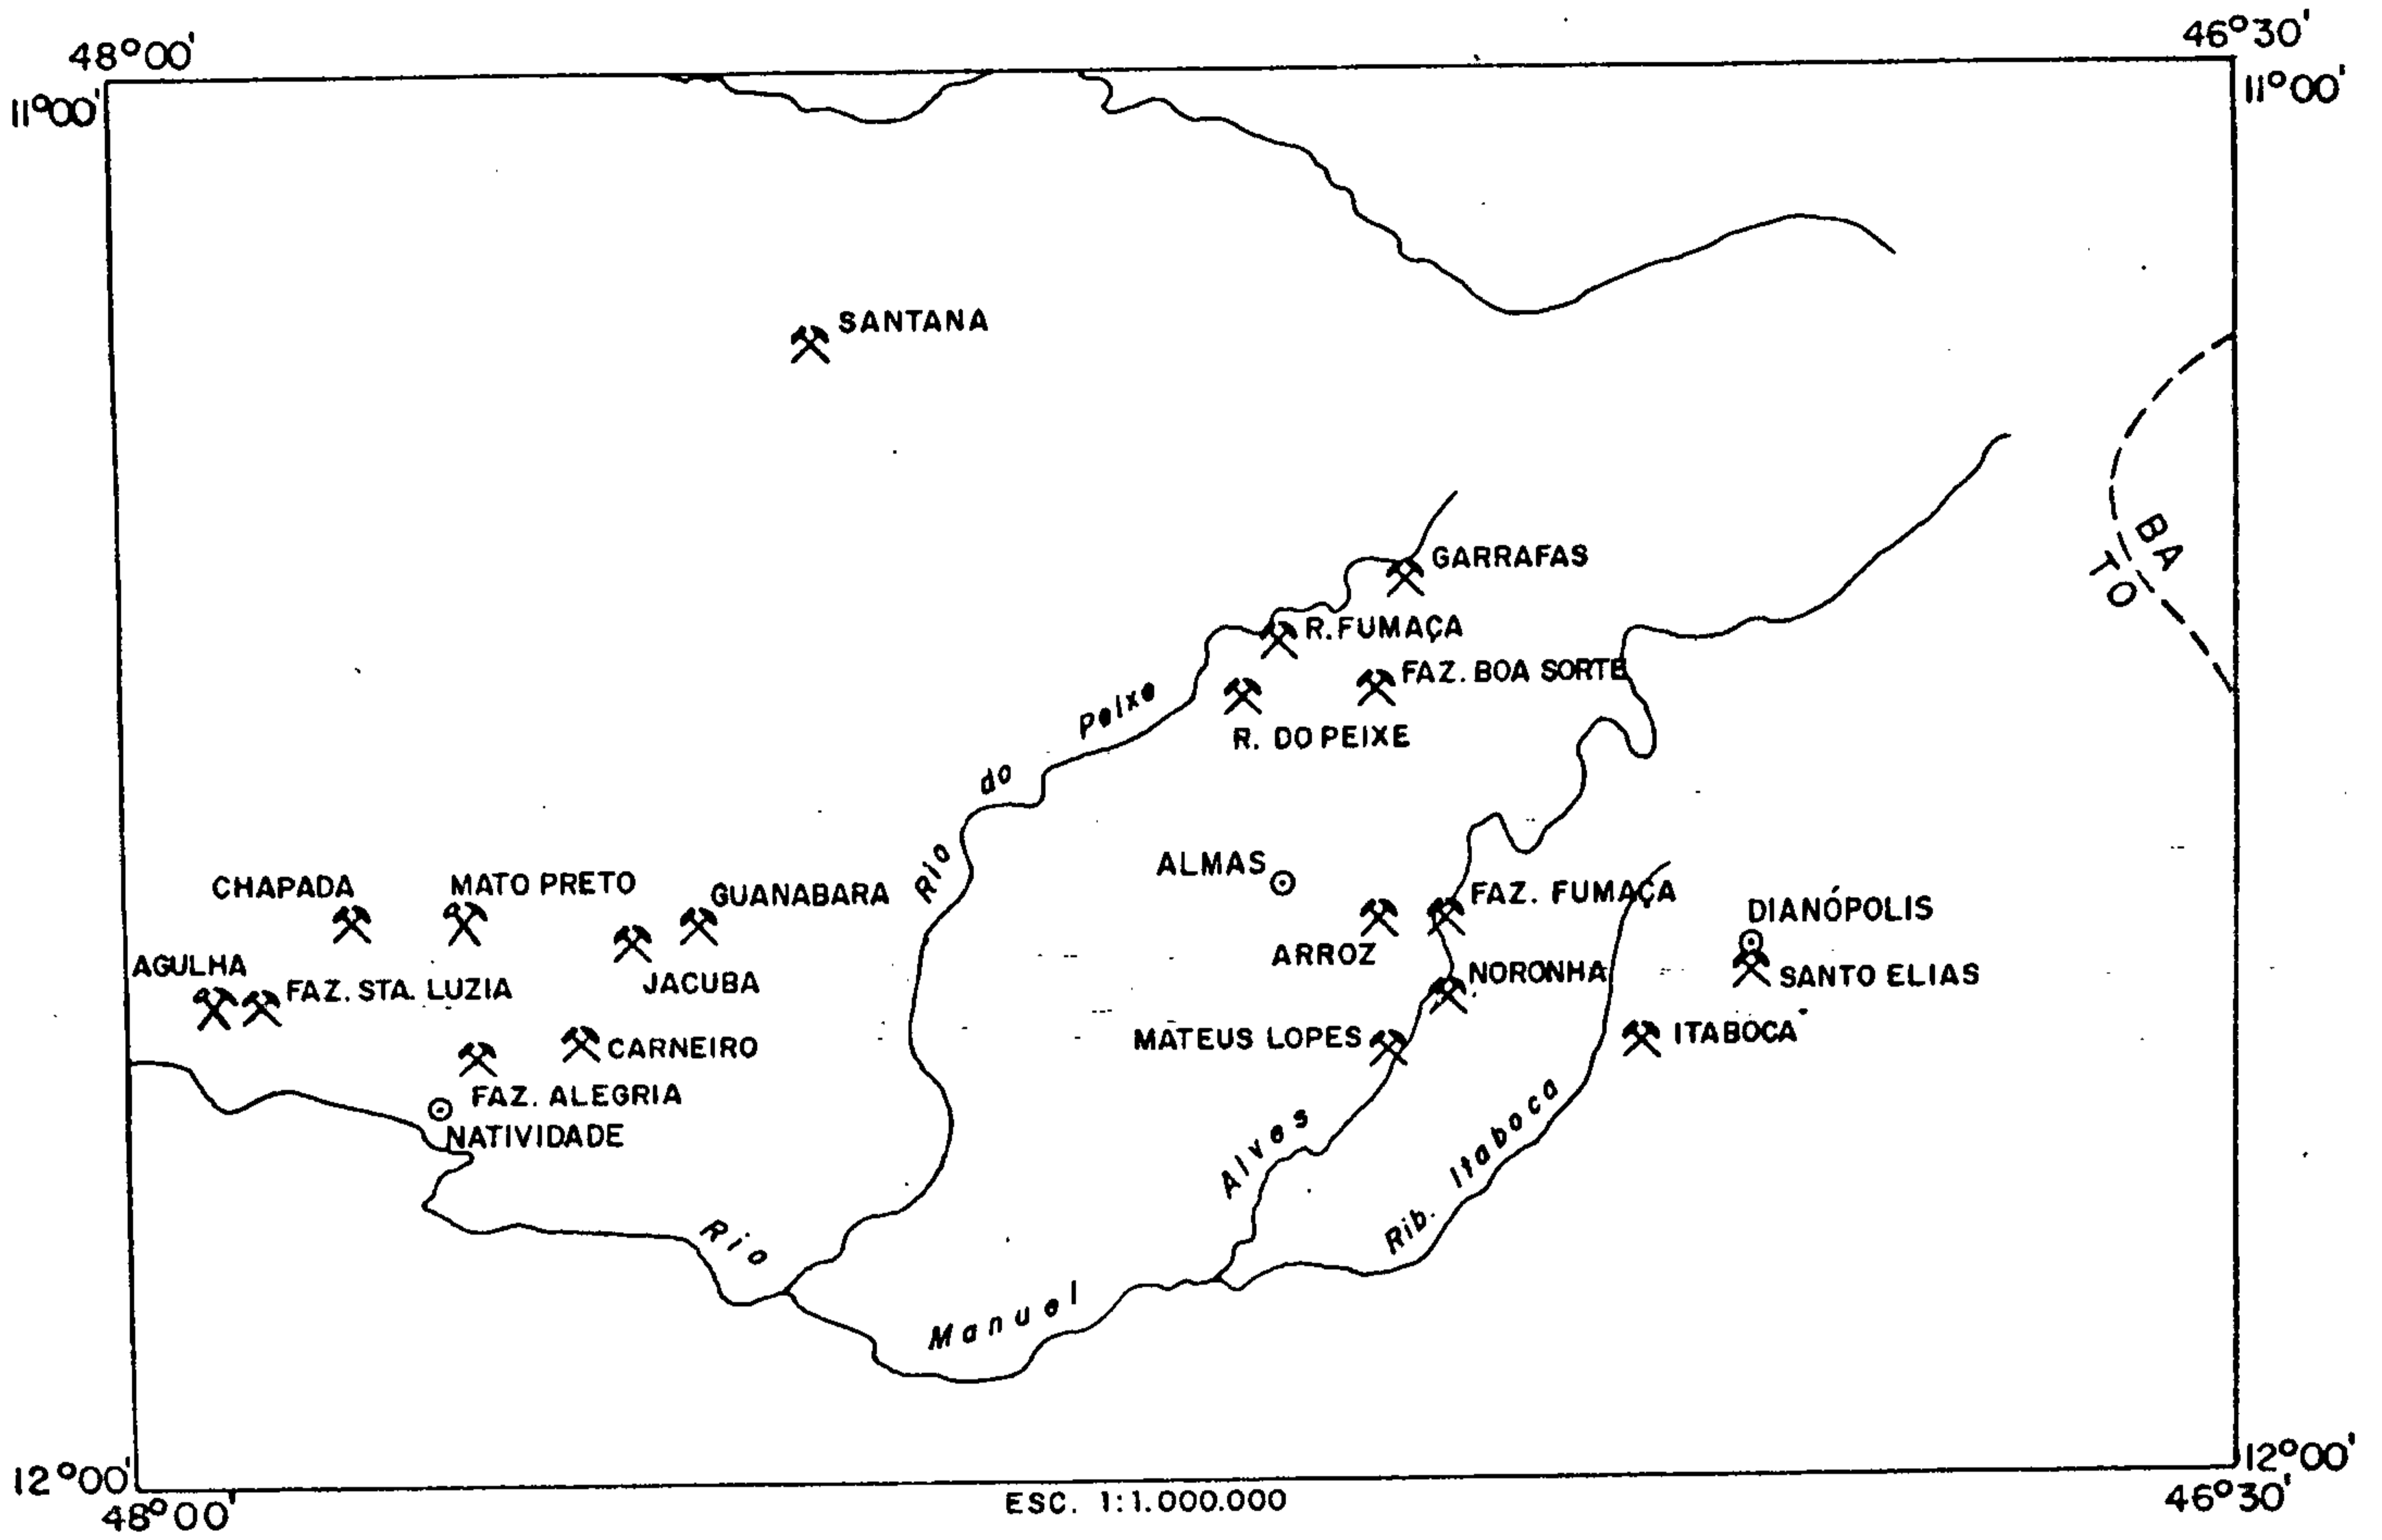 48°00'
46°30'
11°00'
11°00'
SANTANA
GARRAFAS
BA
TO
R. FUMAÇA
FAZ. BOA SORTE
R. DO PEIXE
Rio do Peixe
ALMAS
CHAPADA
MATO PRETO
GUANABARA
FAZ. FUMAÇA
DIANÓPOLIS
ARROZ
AGULHA
FAZ. STA. LUZIA
JACUBA
NORONHA
SANTO ELIAS
MATEUS LOPES
ITABOCA
CARNEIRO
FAZ. ALEGRIA
NATIVIDADE
Rio Manuel Alves
Rib. Itaboca
12°00'
12°00'
48°00'
ESC. 1:1.000.000
46°30'